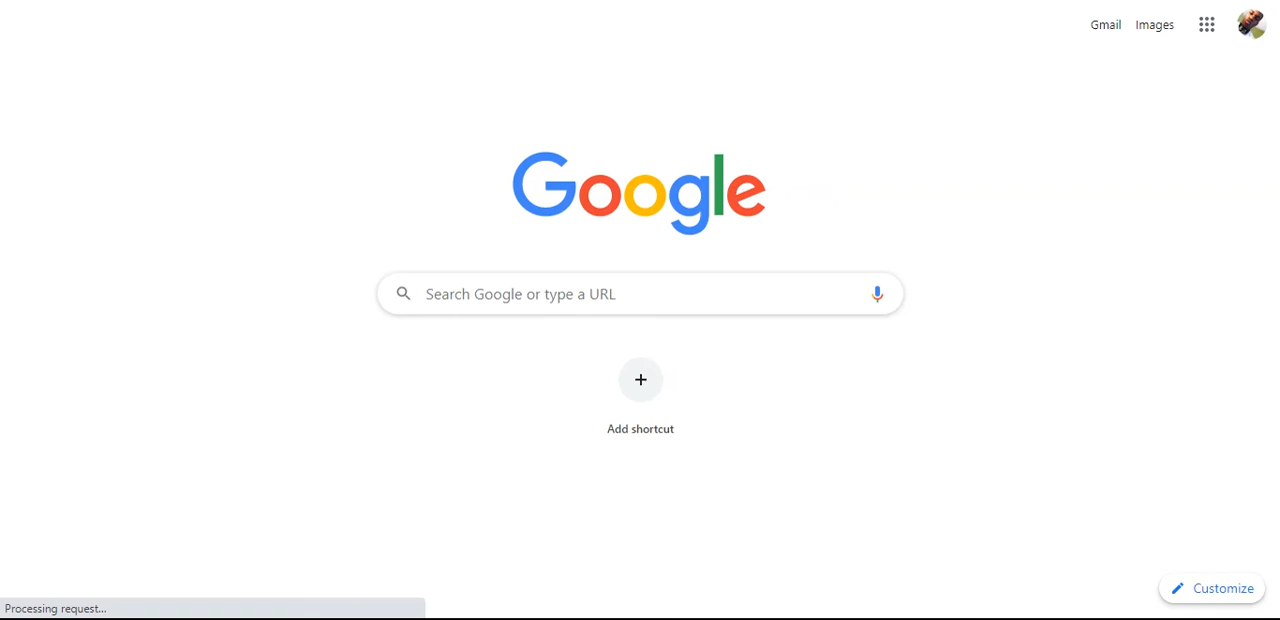 Gmail Images
Google
Search Google or type a URL
Add shortcut
Customize
Processing request...